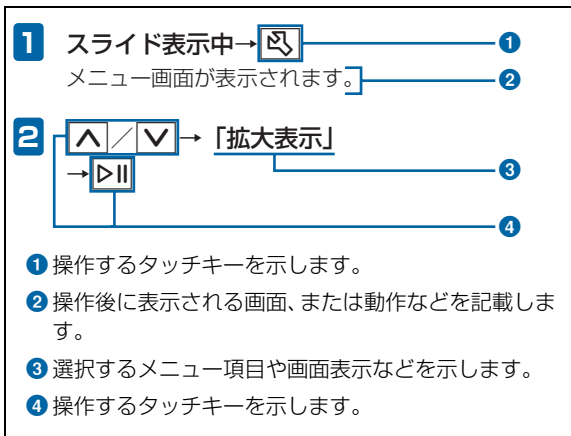 1 スライド表示中→ ❶
メニュー画面が表示されます。 ❷
2 ∧／∨→「拡大表示」
→▷II ❸
❹
❶操作するタッチキーを示します。
❷操作後に表示される画面、または動作などを記載しま
す。
❸選択するメニュー項目や画面表示などを示します。
❹操作するタッチキーを示します。